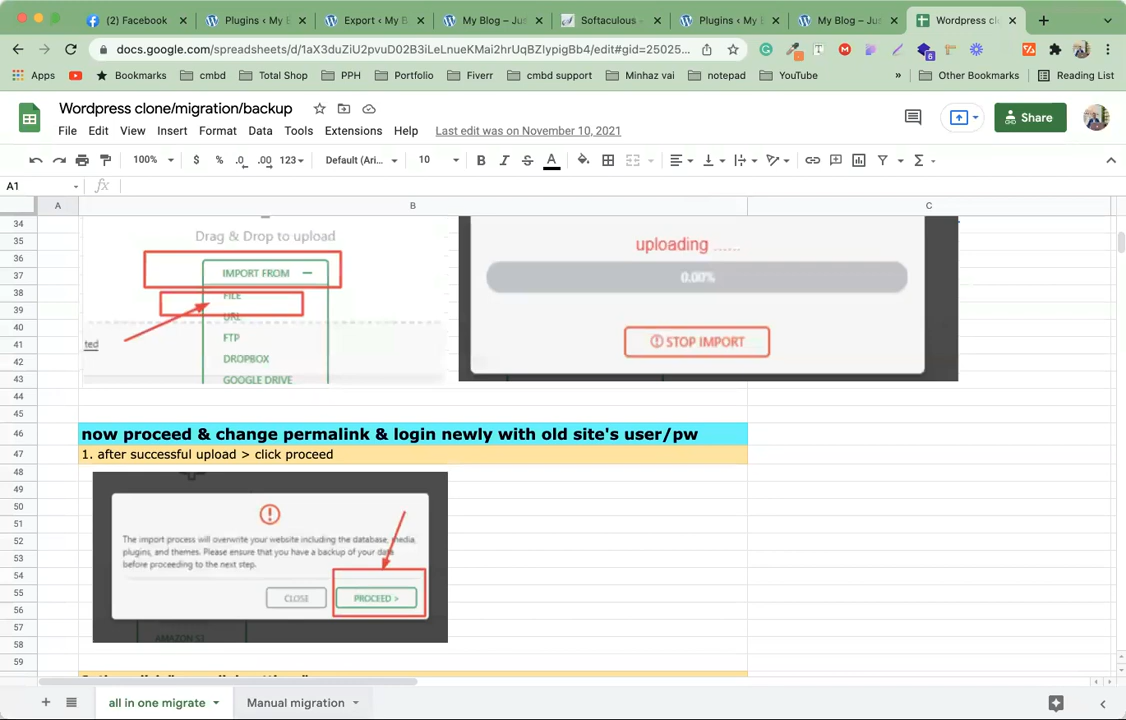 (2) Facebook
Plugins < My B
Export < My B
My Blog – Jus
Softaculous -
Plugins < My B
My Blog – Jus
Wordpress clo
docs.google.com/spreadsheets/d/1aX3duZiU2pvuD02B3iLeLnueKMai2hrUqBZlypigBb4/edit#gid=25025...
6
Apps
Bookmarks
cmbd
Total Shop
PPH
Portfolio
Fiverr
cmbd support
Minhaz vai
notepad
YouTube
»
Other Bookmarks
Reading List
Wordpress clone/migration/backup
File Edit View Insert Format Data Tools Extensions Help Last edit was on November 10, 2021
Share
100% $ % .0 .00 123 Default (Ari... 10 B I S A
A1 fx
A B C
34
Drag & Drop to upload
35
uploading ......
36
IMPORT FROM
37
0.00%
38
FILE
39
URL
40
FTP
41
ted
STOP IMPORT
42
DROPBOX
43
GOOGLE DRIVE
44
45
46 now proceed & change permalink & login newly with old site's user/pw
47 1. after successful upload > click proceed
48
49
50
51
52
The import process will overwrite your website including the database, media,
53
plugins, and themes. Please ensure that you have a backup of your data
before proceeding to the next step.
54
55
CLOSE PROCEED >
56
57
58
AMAZON S3
59
all in one migrate
Manual migration